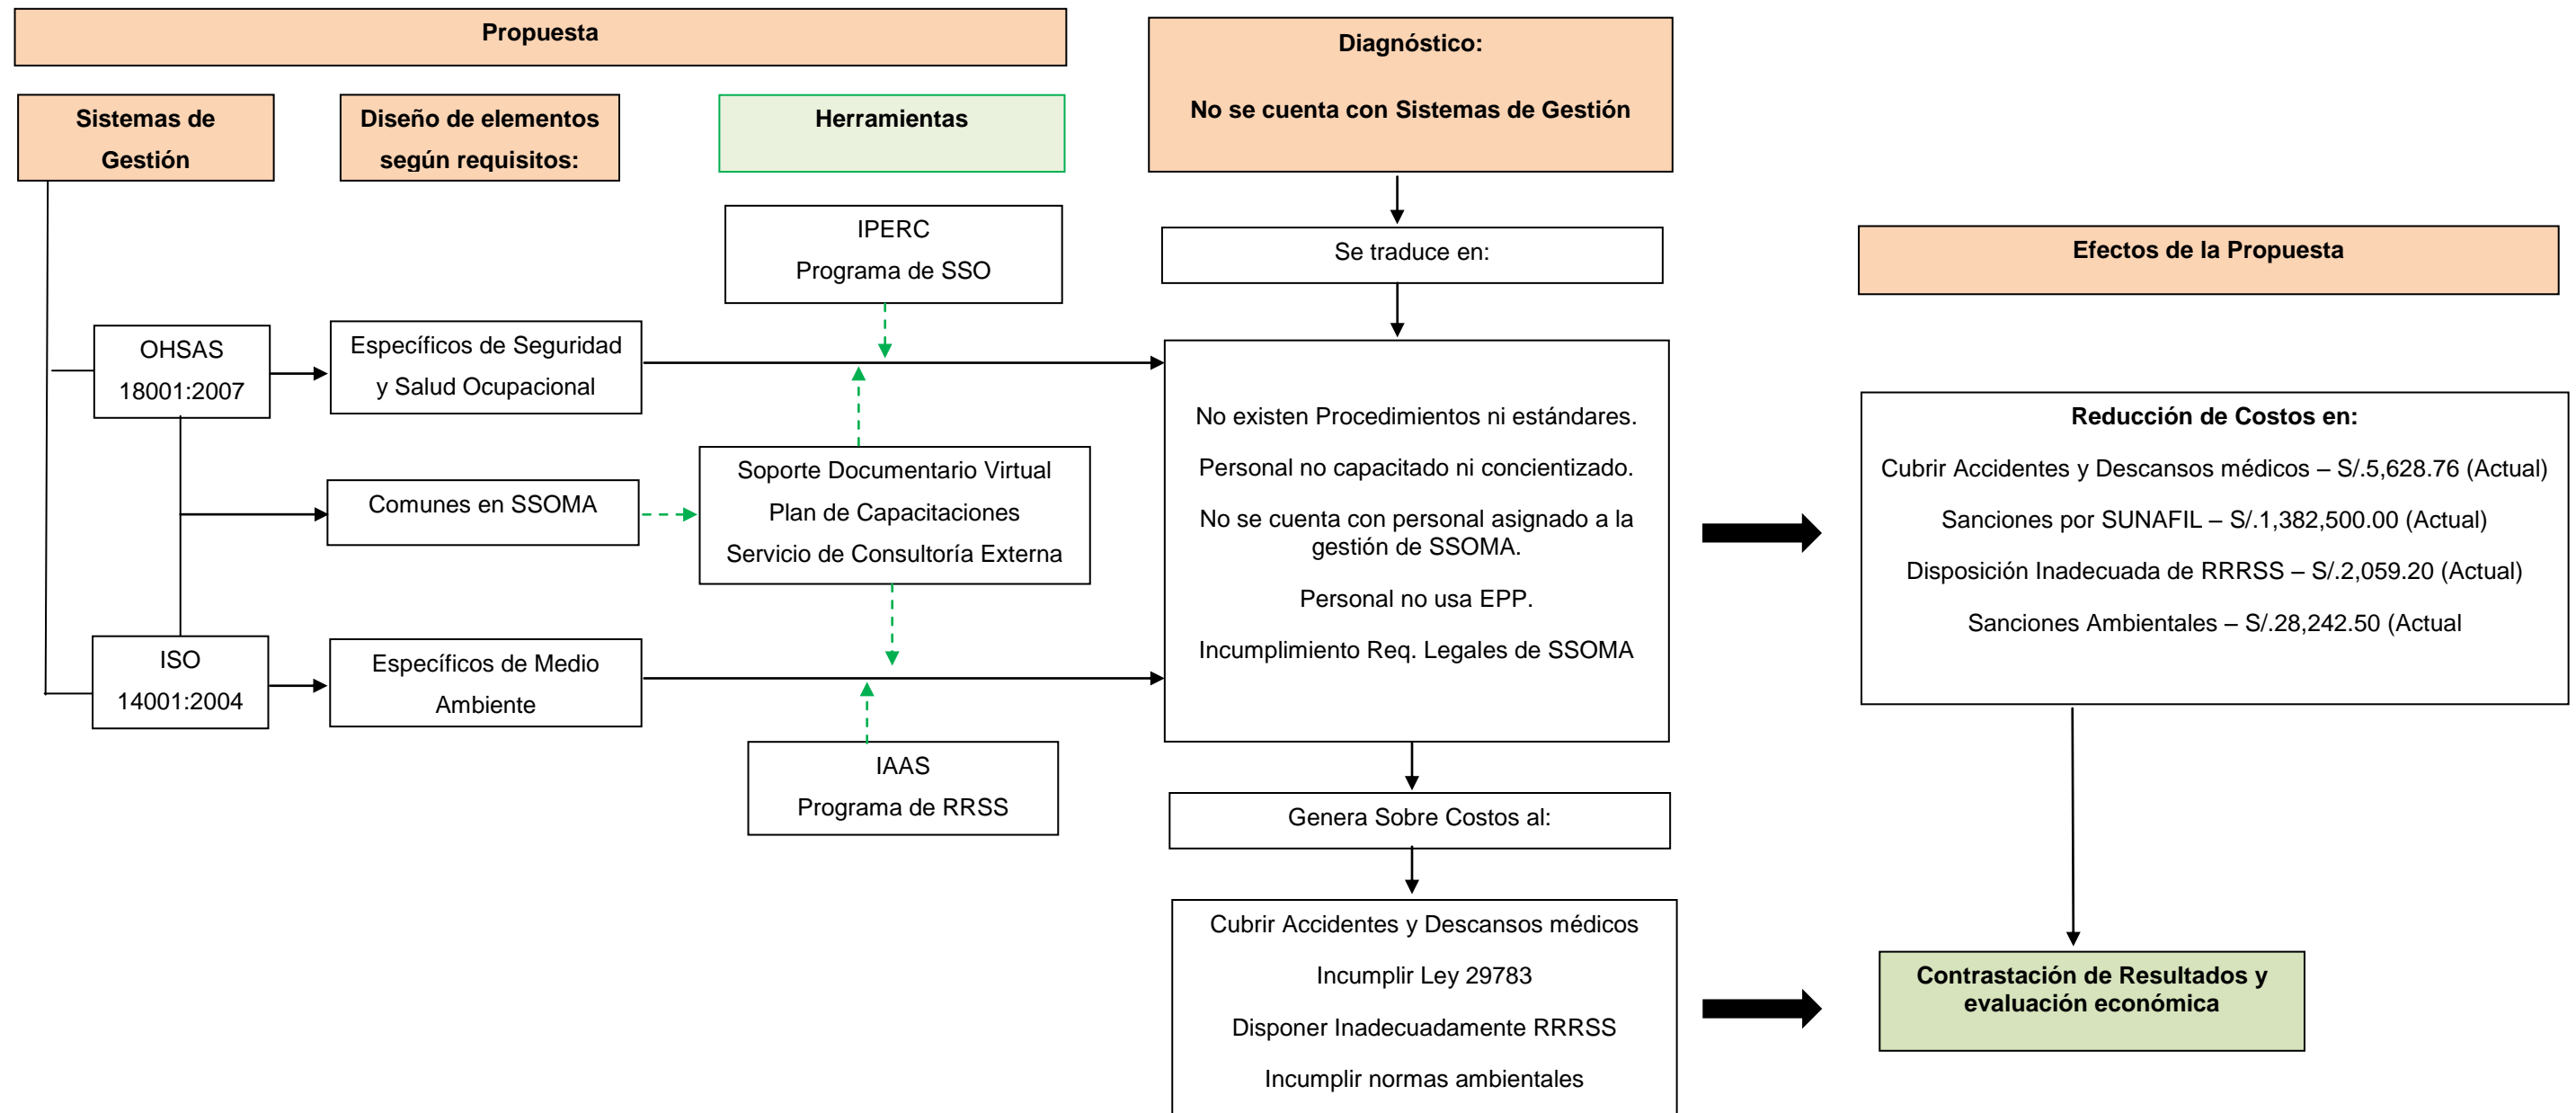 Propuesta
Sistemas de
Gestión
Diseño de elementos
según requisitos:
Herramientas
IPERC
Programa de SSO
OHSAS
18001:2007
Específicos de Seguridad
y Salud Ocupacional
Comunes en SSOMA
Soporte Documentario Virtual
Plan de Capacitaciones
Servicio de Consultoría Externa
ISO
14001:2004
Específicos de Medio
Ambiente
IAAS
Programa de RRSS
Diagnóstico:
No se cuenta con Sistemas de Gestión
Se traduce en:
No existen Procedimientos ni estándares.
Personal no capacitado ni concientizado.
No se cuenta con personal asignado a la
gestión de SSOMA.
Personal no usa EPP.
Incumplimiento Req. Legales de SSOMA
Genera Sobre Costos al:
Cubrir Accidentes y Descansos médicos
Incumplir Ley 29783
Disponer Inadecuadamente RRRSS
Incumplir normas ambientales
Efectos de la Propuesta
Reducción de Costos en:
Cubrir Accidentes y Descansos médicos – S/.5,628.76 (Actual)
Sanciones por SUNAFIL – S/.1,382,500.00 (Actual)
Disposición Inadecuada de RRRSS – S/.2,059.20 (Actual)
Sanciones Ambientales – S/.28,242.50 (Actual
Contrastación de Resultados y
evaluación económica